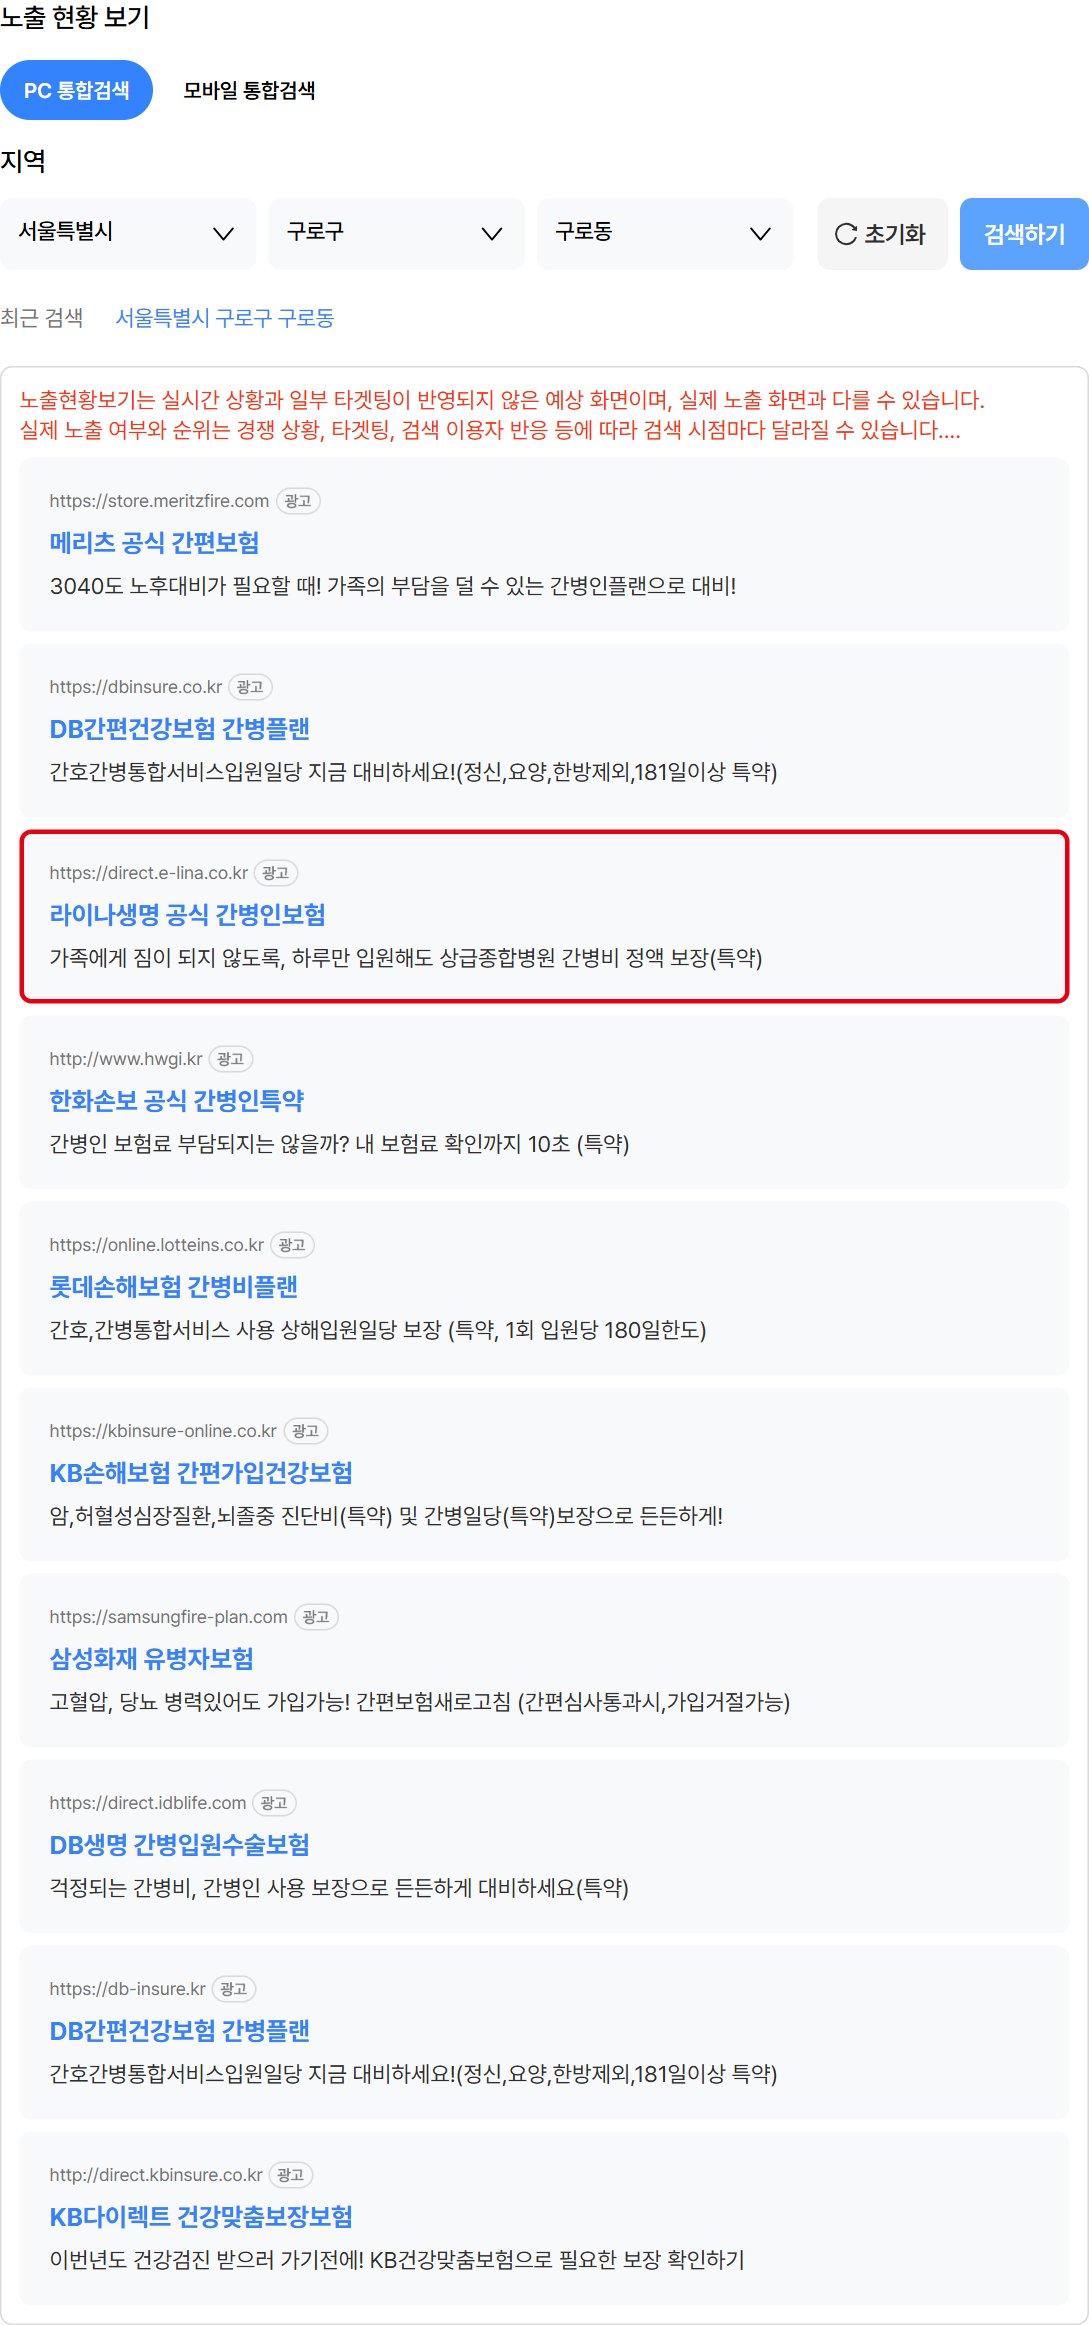 노출 현황 보기
PC 통합검색 모바일 통합검색
지역
서울특별시 구로구 구로동 초기화 검색하기
최근 검색 서울특별시 구로구 구로동
노출현황보기는 실시간 상황과 일부 타겟팅이 반영되지 않은 예상 화면이며, 실제 노출 화면과 다를 수 있습니다.
실제 노출 여부와 순위는 경쟁 상황, 타겟팅, 검색 이용자 반응 등에 따라 검색 시점마다 달라질 수 있습니다....
https://store.meritzfire.com 광고
메리츠 공식 간편보험
3040도 노후대비가 필요할 때! 가족의 부담을 덜 수 있는 간병인플랜으로 대비!
https://dbinsure.co.kr 광고
DB간편건강보험 간병플랜
간호간병통합서비스입원일당 지금 대비하세요!(정신,요양,한방제외,181일이상 특약)
https://direct.e-lina.co.kr 광고
라이나생명 공식 간병인보험
가족에게 짐이 되지 않도록, 하루만 입원해도 상급종합병원 간병비 정액 보장(특약)
http://www.hwgi.kr 광고
한화손보 공식 간병인특약
간병인 보험료 부담되지는 않을까? 내 보험료 확인까지 10초 (특약)
https://online.lotteins.co.kr 광고
롯데손해보험 간병비플랜
간호,간병통합서비스 사용 상해입원일당 보장 (특약, 1회 입원당 180일한도)
https://kbinsure-online.co.kr 광고
KB손해보험 간편가입건강보험
암,허혈성심장질환,뇌졸중 진단비(특약) 및 간병일당(특약)보장으로 든든하게!
https://samsungfire-plan.com 광고
삼성화재 유병자보험
고혈압, 당뇨 병력있어도 가입가능! 간편보험새로고침 (간편심사통과시,가입거절가능)
https://direct.idblife.com 광고
DB생명 간병입원수술보험
걱정되는 간병비, 간병인 사용 보장으로 든든하게 대비하세요(특약)
https://db-insure.kr 광고
DB간편건강보험 간병플랜
간호간병통합서비스입원일당 지금 대비하세요!(정신,요양,한방제외,181일이상 특약)
http://direct.kbinsure.co.kr 광고
KB다이렉트 건강맞춤보장보험
이번년도 건강검진 받으러 가기전에! KB건강맞춤보험으로 필요한 보장 확인하기